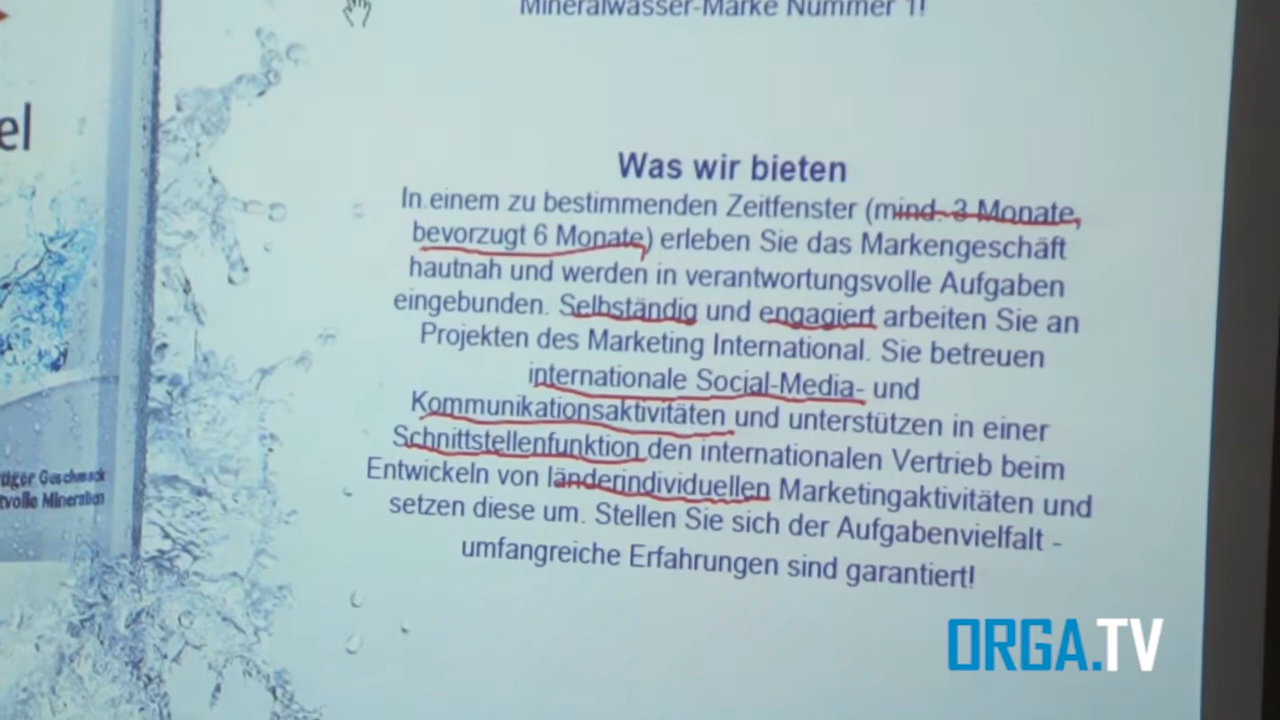 Mineralwasser-Marke Nummer 1!
el
Was wir bieten
In einem zu bestimmenden Zeitfenster (mind. 3 Monate,
bevorzugt 6 Monate) erleben Sie das Markengeschäft
hautnah und werden in verantwortungsvolle Aufgaben
eingebunden. Selbständig und engagiert arbeiten Sie an
Projekten des Marketing International. Sie betreuen
internationale Social-Media- und
Kommunikationsaktivitäten und unterstützen in einer
Schnittstellenfunktion den internationalen Vertrieb beim
Entwickeln von länderindividuellen Marketingaktivitäten und
setzen diese um. Stellen Sie sich der Aufgabenvielfalt -
umfangreiche Erfahrungen sind garantiert!
Geschmack
tvolle Mineralien
ORGA.TV